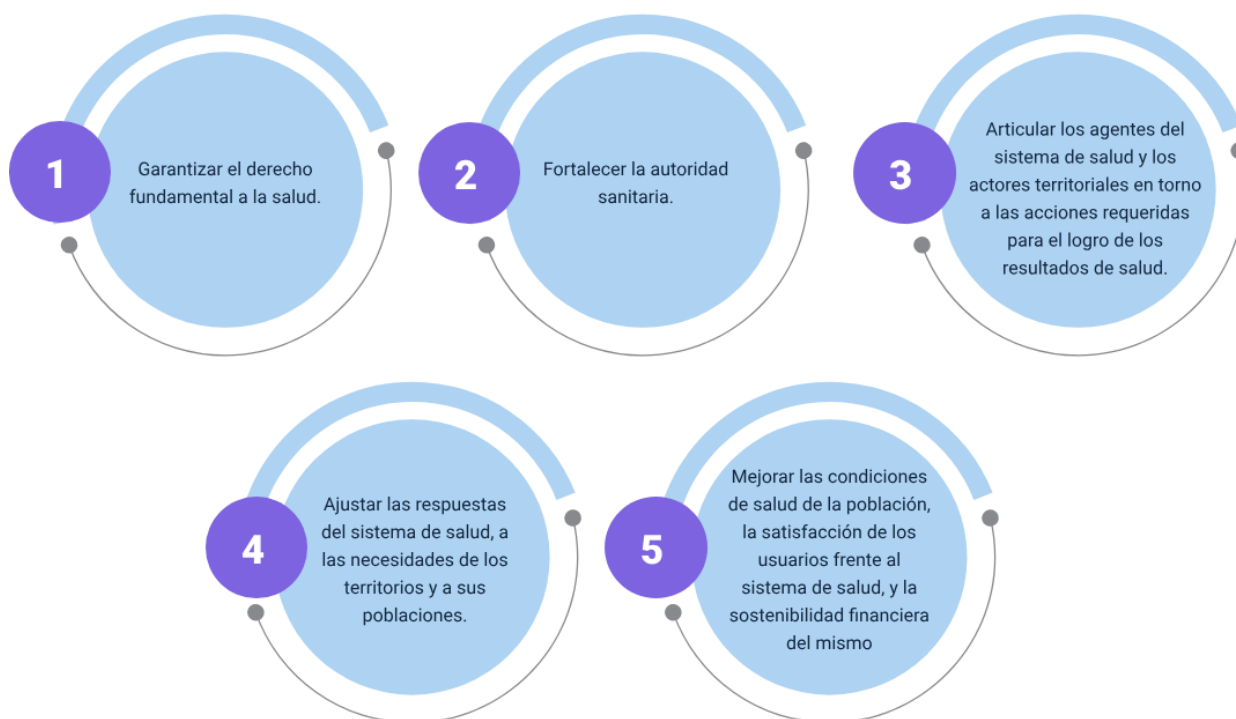 1
Garantizar el derecho
fundamental a la salud.
2
Fortalecer la autoridad
sanitaria.
3
Articular los agentes del
sistema de salud y los
actores territoriales en torno
a las acciones requeridas
para el logro de los
resultados de salud.
4
Ajustar las respuestas
del sistema de salud, a
las necesidades de los
territorios y a sus
poblaciones.
5
Mejorar las condiciones
de salud de la población,
la satisfacción de los
usuarios frente al
sistema de salud, y la
sostenibilidad financiera
del mismo